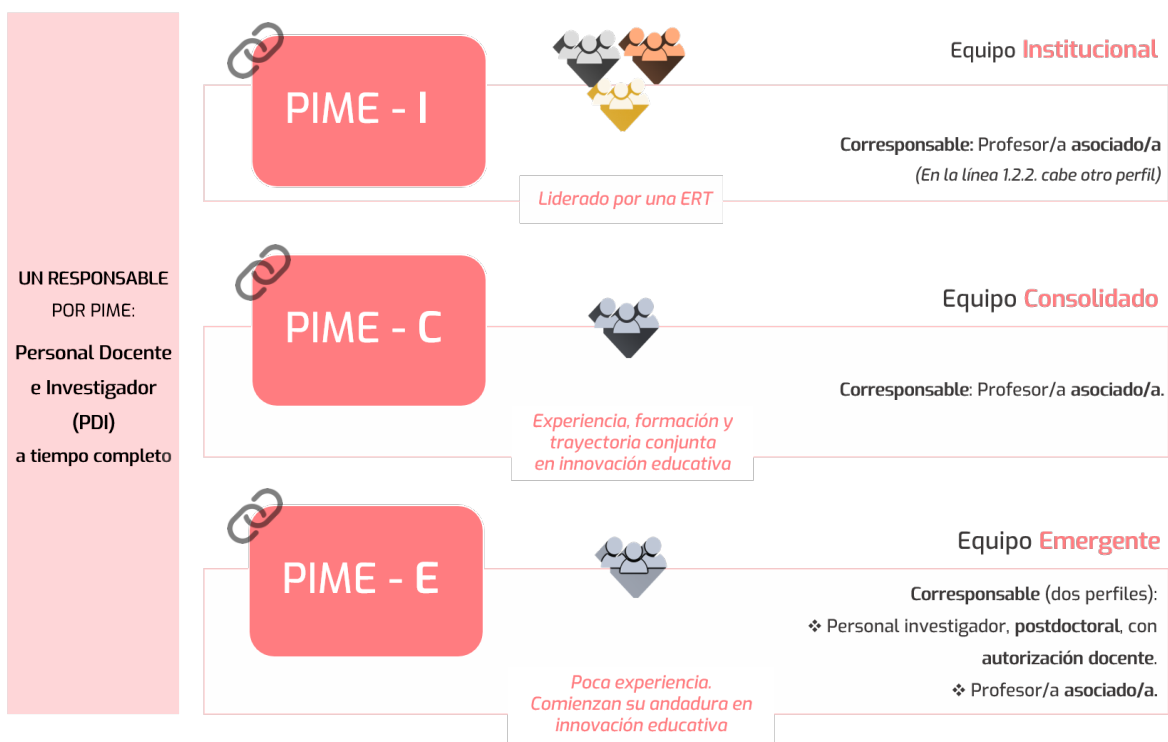 UN RESPONSABLE
POR PIME:
Personal Docente
e Investigador
(PDI)
a tiempo completo
PIME - I
Equipo Institucional
Corresponsable: Profesor/a asociado/a
(En la línea 1.2.2. cabe otro perfil)
Liderado por una ERT
PIME - C
Equipo Consolidado
Corresponsable: Profesor/a asociado/a.
Experiencia, formación y
trayectoria conjunta
en innovación educativa
PIME - E
Equipo Emergente
Corresponsable (dos perfiles):
❖ Personal investigador, postdoctoral, con
autorización docente.
❖ Profesor/a asociado/a.
Poca experiencia.
Comienzan su andadura en
innovación educativa